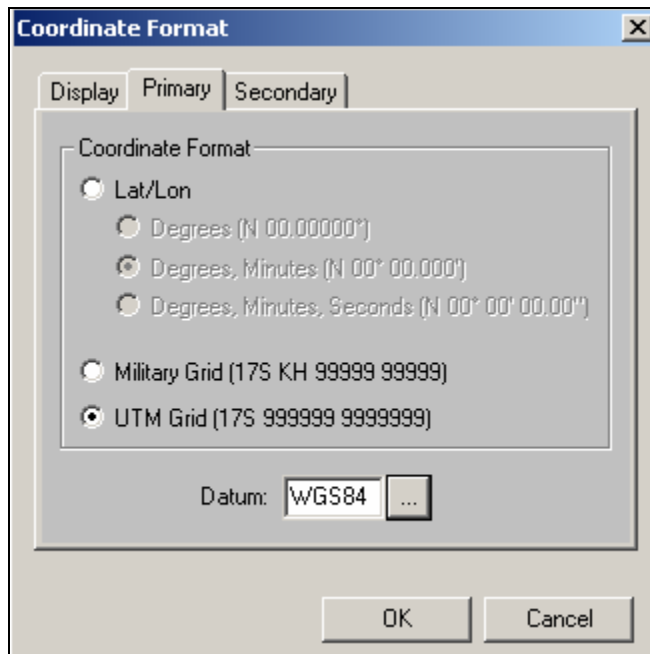 Coordinate Format
Display Primary Secondary
Coordinate Format
Lat/Lon
Degrees (N 00.00000°)
Degrees, Minutes (N 00° 00.000')
Degrees, Minutes, Seconds (N 00° 00' 00.00")
Military Grid (17S KH 99999 99999)
UTM Grid (17S 999999 9999999)
Datum: WGS84 ...
OK Cancel